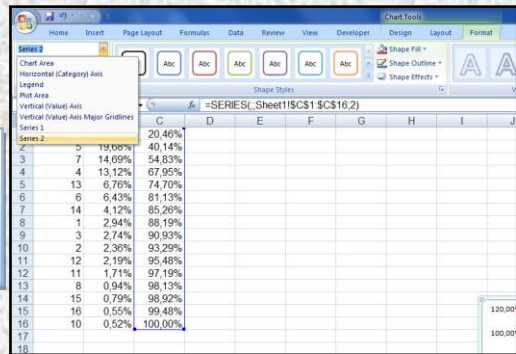 Chart Tools
Home Insert Page Layout Formulas Data Review View Developer Design Layout Format
Series 2
Chart Area
Horizontal (Category) Axis
Legend
Plot Area
Vertical (Value) Axis
Vertical (Value) Axis Major Gridlines
Series 1
Series 2
Abc Abc Abc Abc Abc
Shape Fill
Shape Outline
Shape Effects
Shape Styles
fx =SERIES(;;Sheet1!$C$1:$C$16;2)
C D E F G H I J
20,46%
2 5 19,68% 40,14%
3 7 14,69% 54,83%
4 4 13,12% 67,95%
5 13 6,76% 74,70%
6 6 6,43% 81,13%
7 14 4,12% 85,26%
8 1 2,94% 88,19%
9 3 2,74% 90,93%
10 2 2,36% 93,29%
11 12 2,19% 95,48%
12 11 1,71% 97,19%
13 8 0,94% 98,13%
14 15 0,79% 98,92%
15 16 0,55% 99,48%
16 10 0,52% 100,00%
17
18
120,00
100,00